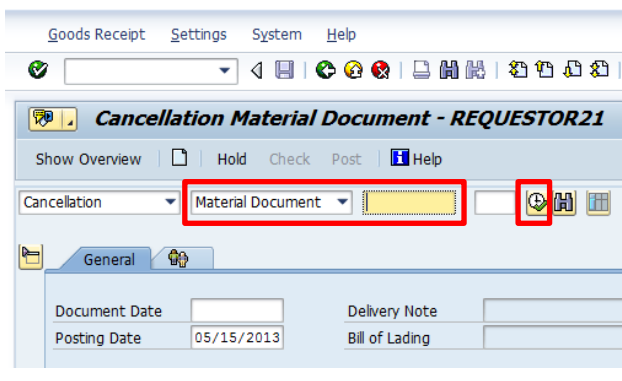 Goods Receipt Settings System Help
Cancellation Material Document - REQUESTOR21
Show Overview Hold Check Post Help
Cancellation Material Document
General
Document Date Delivery Note
Posting Date 05/15/2013 Bill of Lading